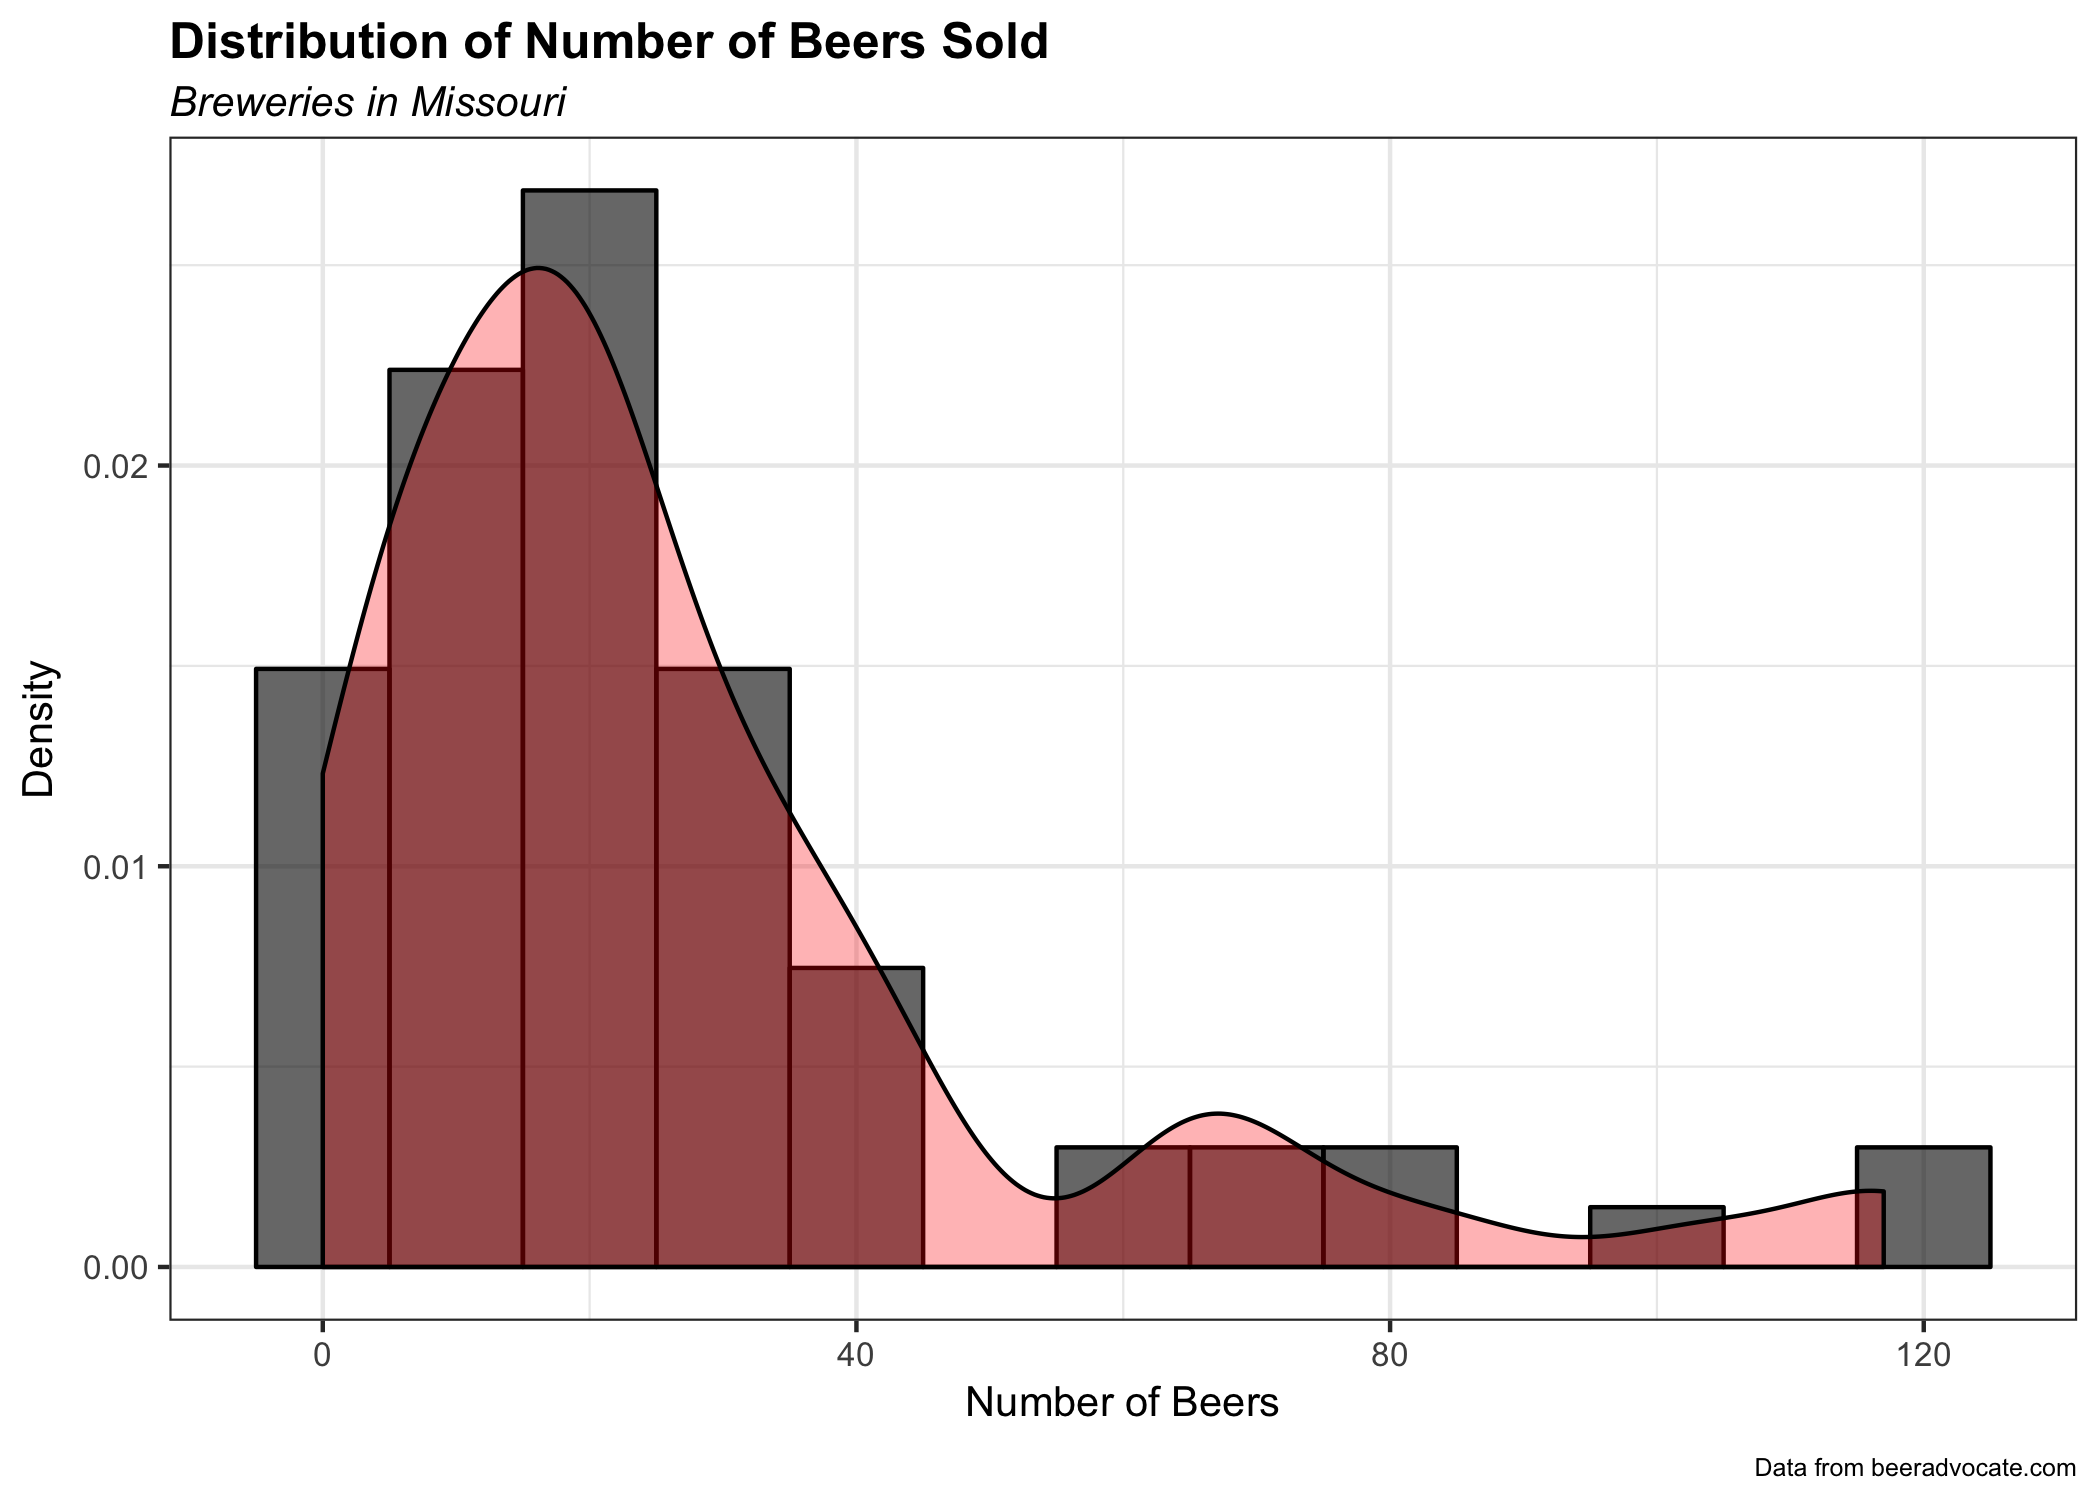 Distribution of Number of Beers Sold
Breweries in Missouri
Density
0.02
0.01
0.00
0
40
80
120
Number of Beers
Data from beeradvocate.com